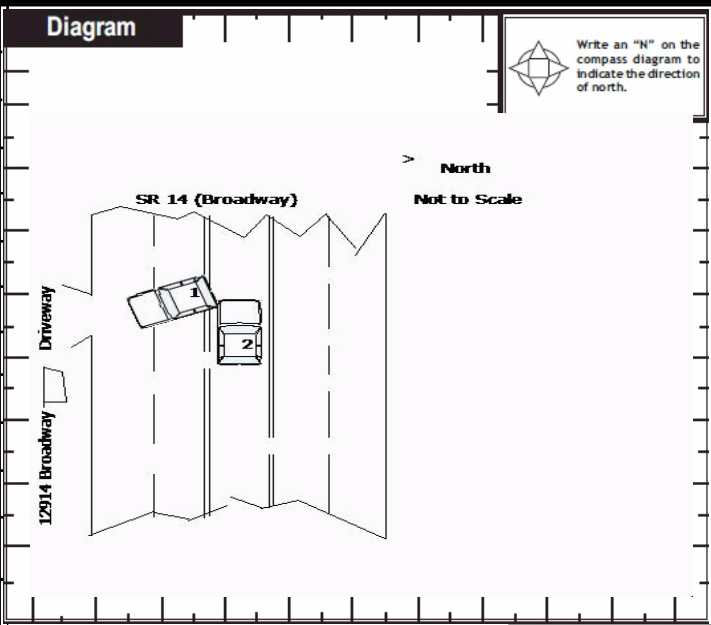 Diagram
Write an “N” on the
compass diagram to
indicate the direction
of north.
>
North
SR 14 (Broadway)
Not to Scale
Driveway
1
2
12914 Broadway